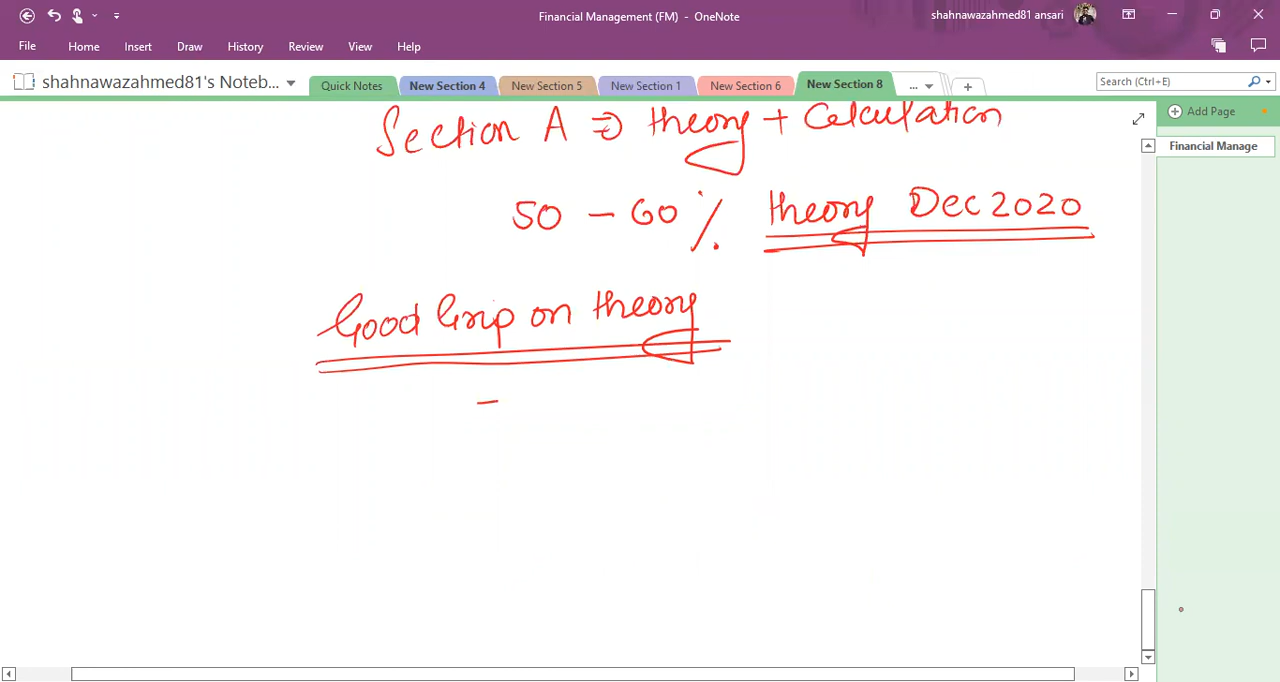 Financial Management (FM) - OneNote
shahnawazahmed81 ansari
File Home Insert Draw History Review View Help
shahnawazahmed81's Noteb... Quick Notes New Section 4 New Section 5 New Section 1 New Section 6 New Section 8 ... + Search (Ctrl+E)
Add Page
Financial Manage
Section A ⇒ theory + Calculation
50 – 60 % theory Dec 2020
Good Grip on theory
–